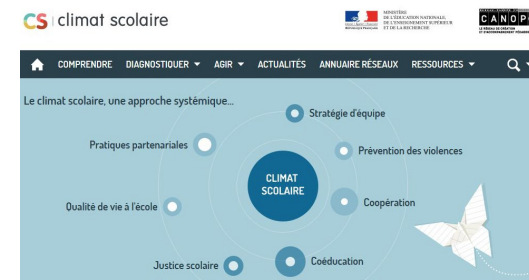 CS climat scolaire
MINISTÈRE
DE L'ÉDUCATION NATIONALE,
DE L'ENSEIGNEMENT SUPÉRIEUR
ET DE LA RECHERCHE
CANOP
COMPRENDRE DIAGNOSTIQUER AGIR ACTUALITÉS ANNUAIRE RÉSEAUX RESSOURCES
Le climat scolaire, une approche systémique...
Stratégie d'équipe
Pratiques partenariales
Prévention des violences
CLIMAT
SCOLAIRE
Qualité de vie à l'école
Coopération
Justice scolaire
Coéducation